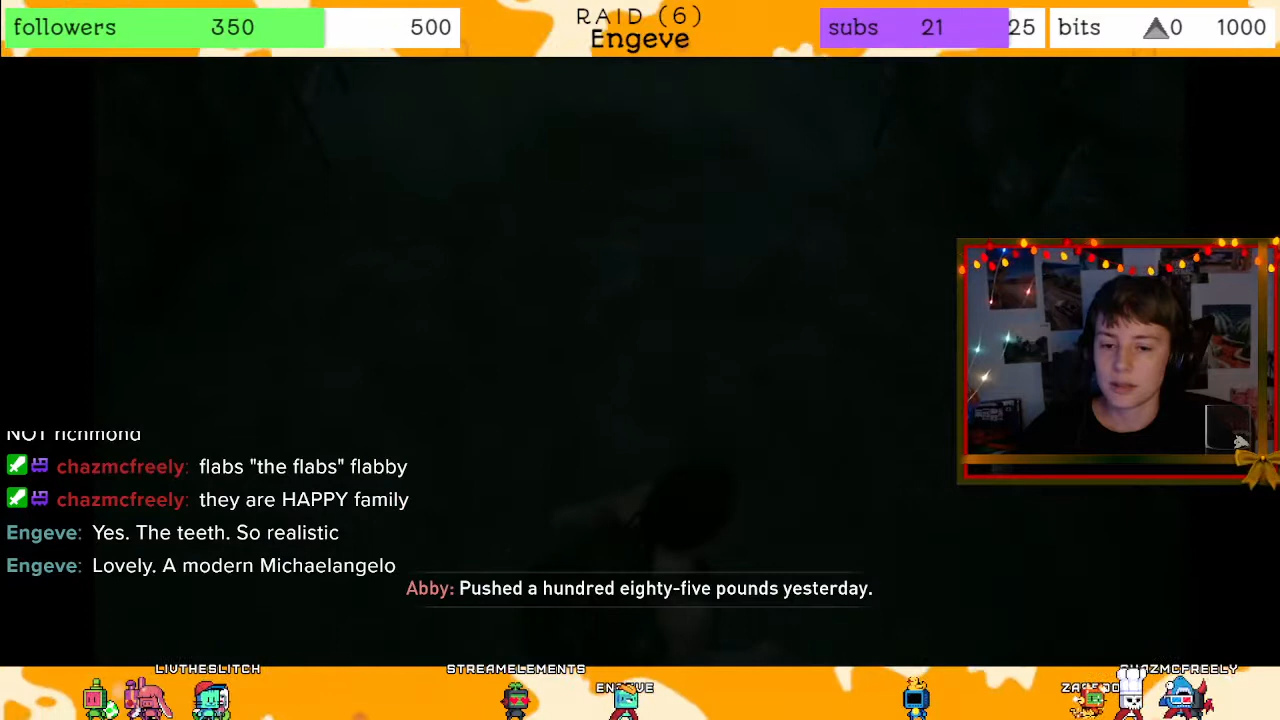 followers 350 500
RAID (6)
Engeve
subs 21 25
bits 0 1000
NOT richmond
chazmcfreely: flabs "the flabs" flabby
chazmcfreely: they are HAPPY family
Engeve: Yes. The teeth. So realistic
Engeve: Lovely. A modern Michaelangelo
Abby: Pushed a hundred eighty-five pounds yesterday.
LIVTHESLITCH
STREAMELEMENTS
ENGEVE